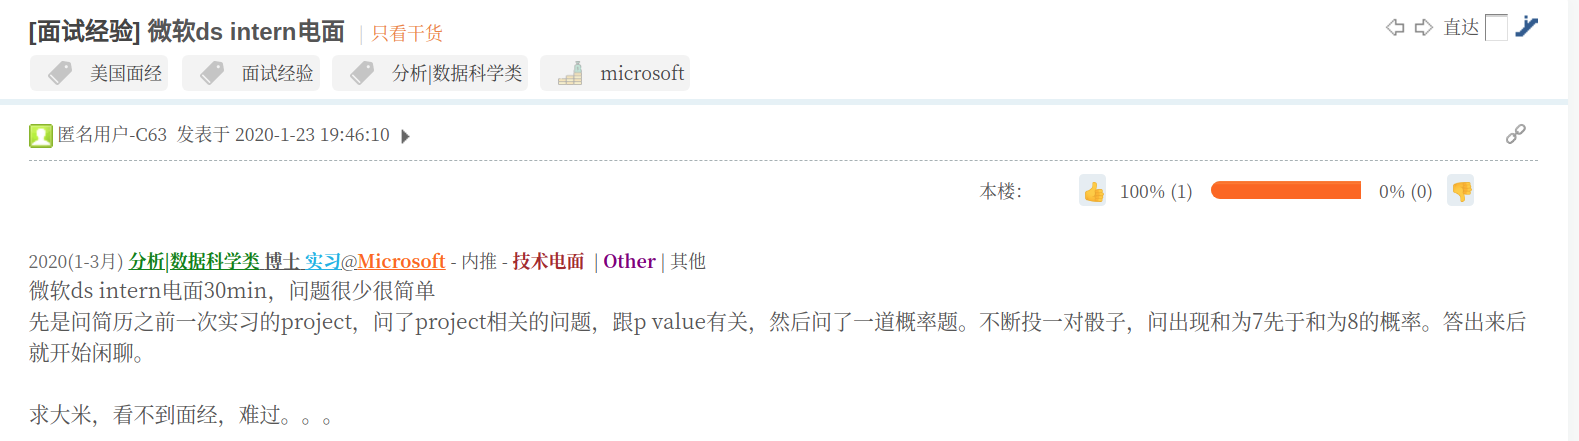 [面试经验] 微软ds intern电面 | 只看干货
直达
美国面经 面试经验 分析|数据科学类 microsoft
匿名用户-C63 发表于 2020-1-23 19:46:10
本楼: 100% (1) 0% (0)
2020(1-3月) 分析|数据科学类 博士 实习@Microsoft - 内推 - 技术电面 | Other | 其他
微软ds intern电面30min，问题很少很简单
先是问简历之前一次实习的project，问了project相关的问题，跟p value有关，然后问了一道概率题。不断投一对骰子，问出现和为7先于和为8的概率。答出来后
就开始闲聊。
求大米，看不到面经，难过。。。